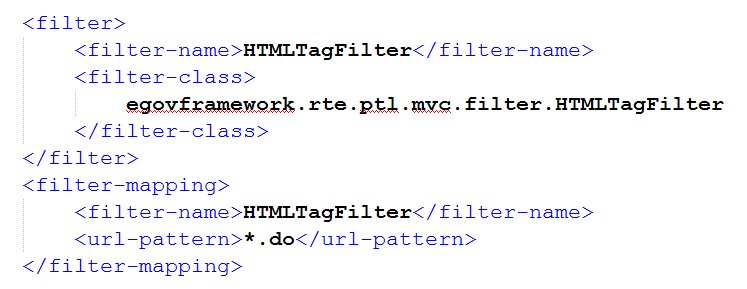 <filter>
<filter-name>HTMLTagFilter</filter-name>
<filter-class>
egovframework.rte.ptl.mvc.filter.HTMLTagFilter
</filter-class>
</filter>
<filter-mapping>
<filter-name>HTMLTagFilter</filter-name>
<url-pattern>*.do</url-pattern>
</filter-mapping>